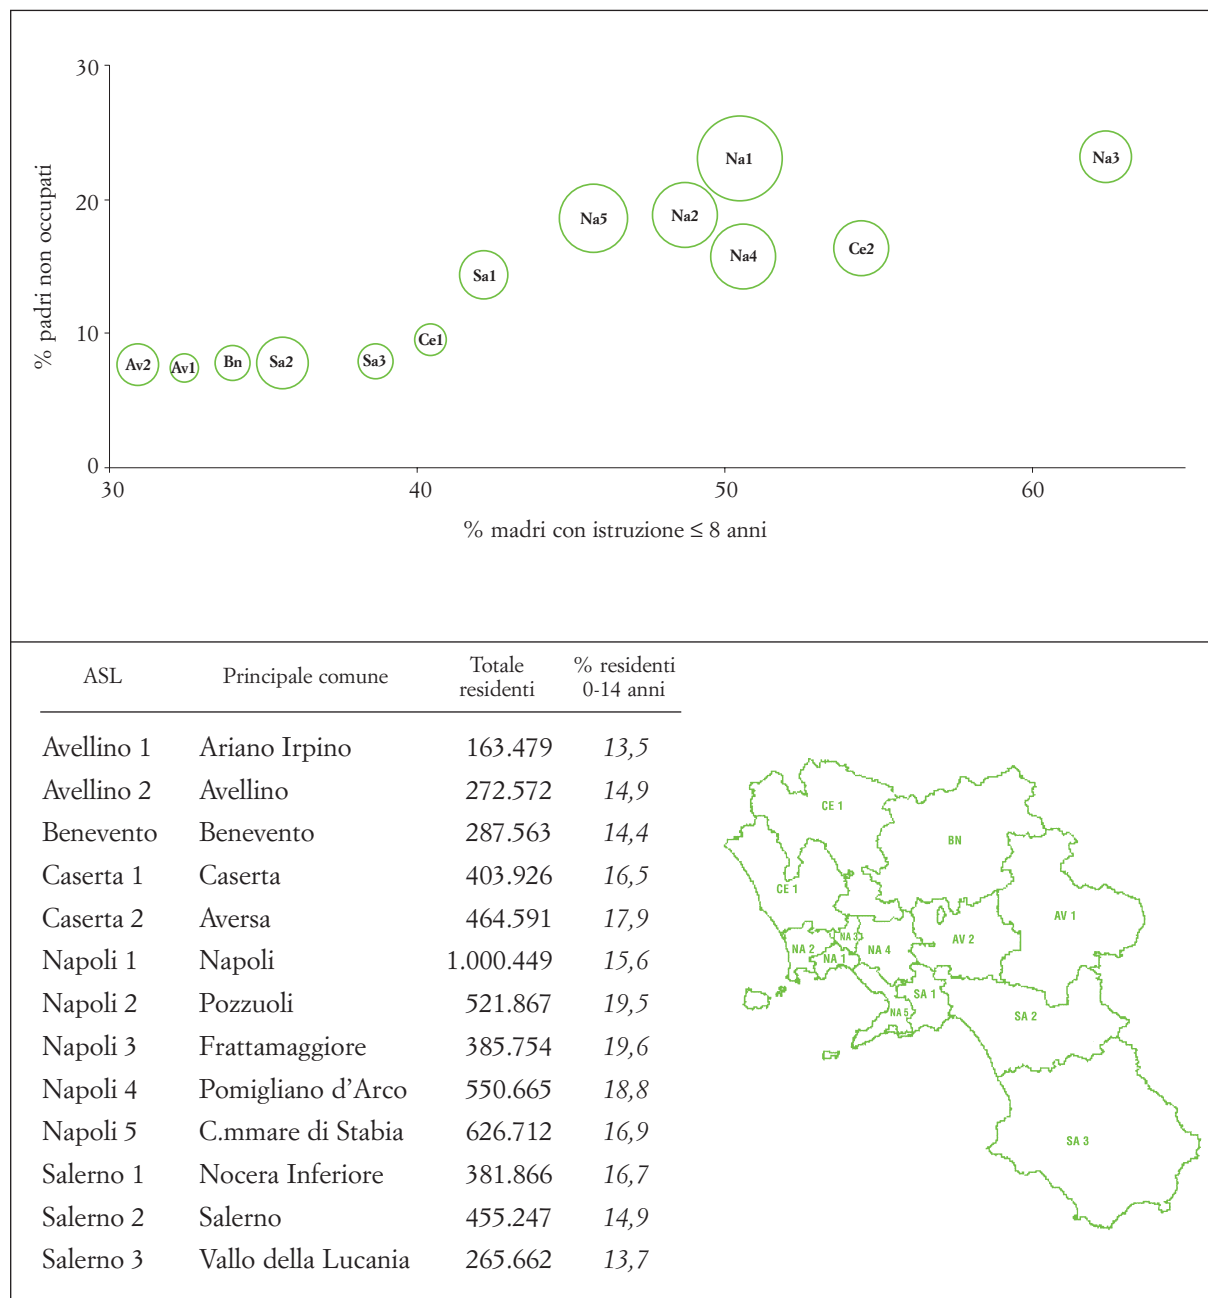 30
20
10
0
% padri non occupati
Na1
Na3
Na5
Na2
Na4
Ce2
Sa1
Ce1
Av2
Av1
Bn
Sa2
Sa3
30
40
50
60
% madri con istruzione ≤ 8 anni
ASL Principale comune Totale residenti % residenti 0-14 anni
Avellino 1 Ariano Irpino 163.479 13,5
Avellino 2 Avellino 272.572 14,9
Benevento Benevento 287.563 14,4
Caserta 1 Caserta 403.926 16,5
Caserta 2 Aversa 464.591 17,9
Napoli 1 Napoli 1.000.449 15,6
Napoli 2 Pozzuoli 521.867 19,5
Napoli 3 Frattamaggiore 385.754 19,6
Napoli 4 Pomigliano d’Arco 550.665 18,8
Napoli 5 C.mmare di Stabia 626.712 16,9
Salerno 1 Nocera Inferiore 381.866 16,7
Salerno 2 Salerno 455.247 14,9
Salerno 3 Vallo della Lucania 265.662 13,7
CE 1
BN
CE 1
AV 1
NA 3
AV 2
NA 2
NA 4
NA 1
SA 1
NA 5
SA 2
SA 3